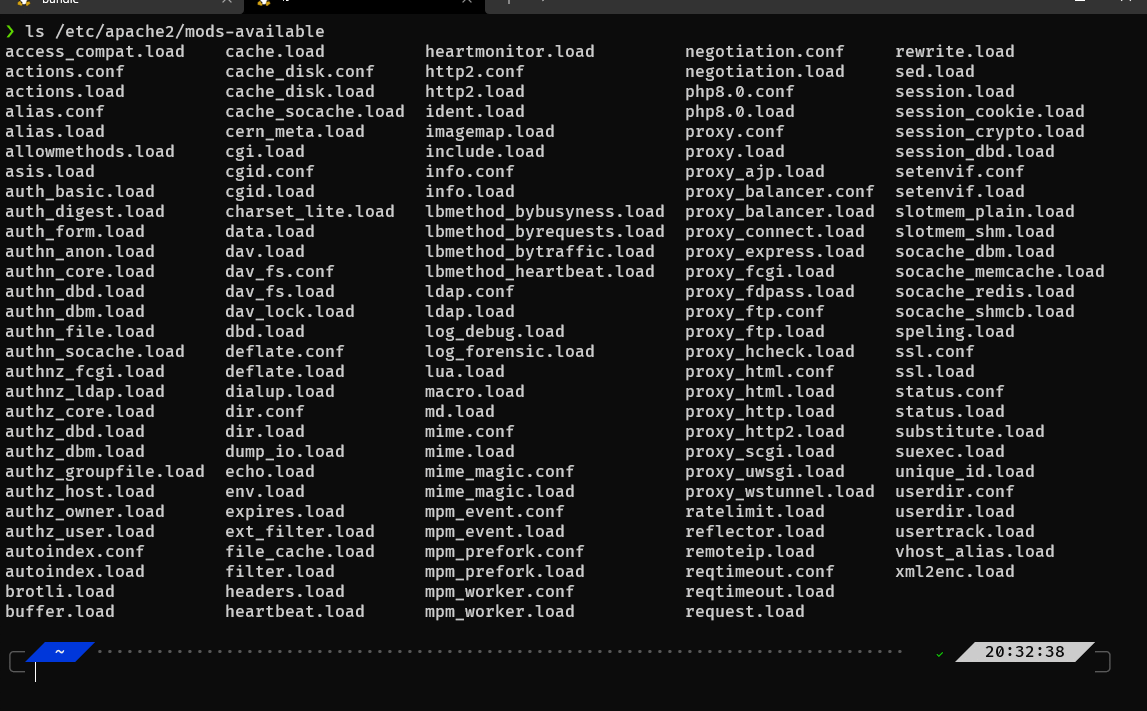 bundle
❯ ls /etc/apache2/mods-available
access_compat.load cache.load heartmonitor.load negotiation.conf rewrite.load
actions.conf cache_disk.conf http2.conf negotiation.load sed.load
actions.load cache_disk.load http2.load php8.0.conf session.load
alias.conf cache_socache.load ident.load php8.0.load session_cookie.load
alias.load cern_meta.load imagemap.load proxy.conf session_crypto.load
allowmethods.load cgi.load include.load proxy.load session_dbd.load
asis.load cgid.conf info.conf proxy_ajp.load setenvif.conf
auth_basic.load cgid.load info.load proxy_balancer.conf setenvif.load
auth_digest.load charset_lite.load lbmethod_bybusyness.load proxy_balancer.load slotmem_plain.load
auth_form.load data.load lbmethod_byrequests.load proxy_connect.load slotmem_shm.load
authn_anon.load dav.load lbmethod_bytraffic.load proxy_express.load socache_dbm.load
authn_core.load dav_fs.conf lbmethod_heartbeat.load proxy_fcgi.load socache_memcache.load
authn_dbd.load dav_fs.load ldap.conf proxy_fdpass.load socache_redis.load
authn_dbm.load dav_lock.load ldap.load proxy_ftp.conf socache_shmcb.load
authn_file.load dbd.load log_debug.load proxy_ftp.load speling.load
authn_socache.load deflate.conf log_forensic.load proxy_hcheck.load ssl.conf
authnz_fcgi.load deflate.load lua.load proxy_html.conf ssl.load
authnz_ldap.load dialup.load macro.load proxy_html.load status.conf
authz_core.load dir.conf md.load proxy_http.load status.load
authz_dbd.load dir.load mime.conf proxy_http2.load substitute.load
authz_dbm.load dump_io.load mime.load proxy_scgi.load suexec.load
authz_groupfile.load echo.load mime_magic.conf proxy_uwsgi.load unique_id.load
authz_host.load env.load mime_magic.load proxy_wstunnel.load userdir.conf
authz_owner.load expires.load mpm_event.conf ratelimit.load userdir.load
authz_user.load ext_filter.load mpm_event.load reflector.load usertrack.load
autoindex.conf file_cache.load mpm_prefork.conf remoteip.load vhost_alias.load
autoindex.load filter.load mpm_prefork.load reqtimeout.conf xml2enc.load
brotli.load headers.load mpm_worker.conf reqtimeout.load
buffer.load heartbeat.load mpm_worker.load request.load
~ ✓ 20:32:38